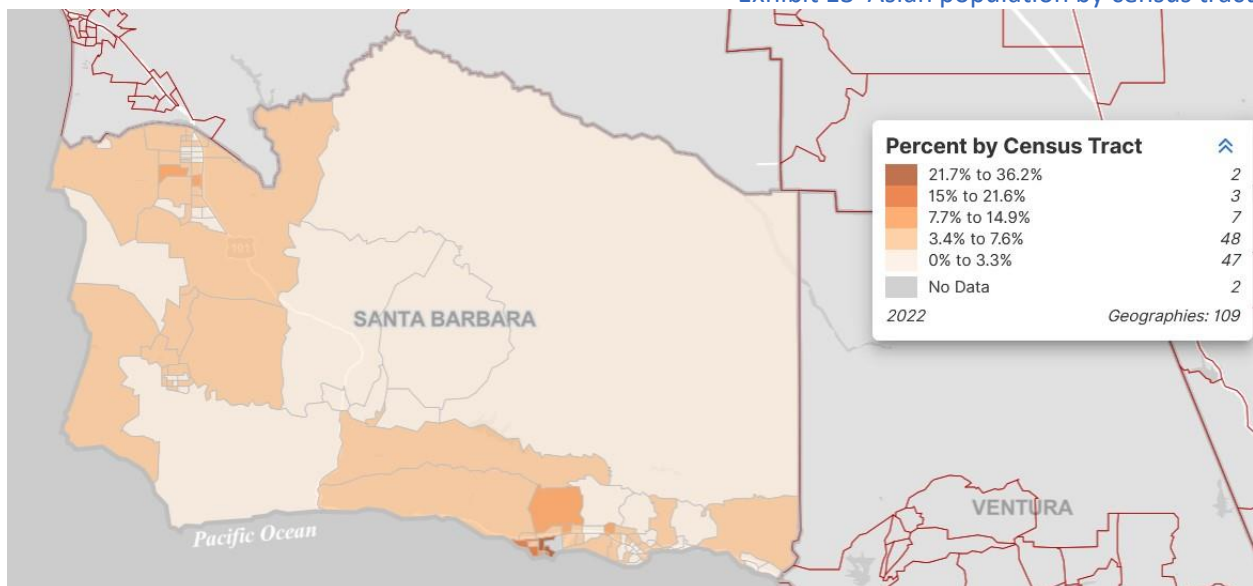 Asian population by census tract
Percent by Census Tract
21.7% to 36.2% 2
15% to 21.6% 3
7.7% to 14.9% 7
3.4% to 7.6% 48
0% to 3.3% 47
No Data 2
2022 Geographies: 109
101
SANTA BARBARA
VENTURA
Pacific Ocean